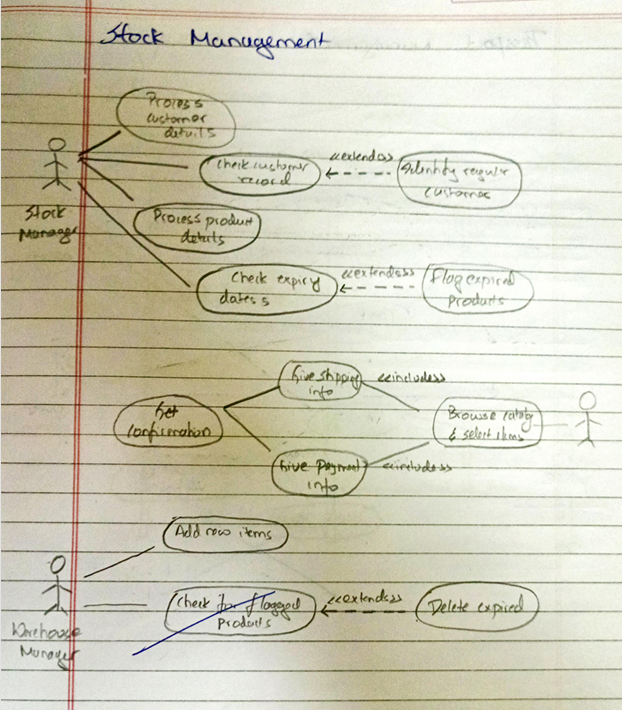 Stock Management
Process
customer
details
Check customer
record
<<extends>>
Identify regular
customer
Stock
Manager
Process product
details
Check expiry
dates
<<extends>>
Flag expired
Products
Give shipping
info
<<includes>>
Get
confirmation
Browse catalog
& select items
Give payment
info
<<includes>>
Add new items
Check for flagged
products
<<extends>>
Delete expired
Warehouse
Manager